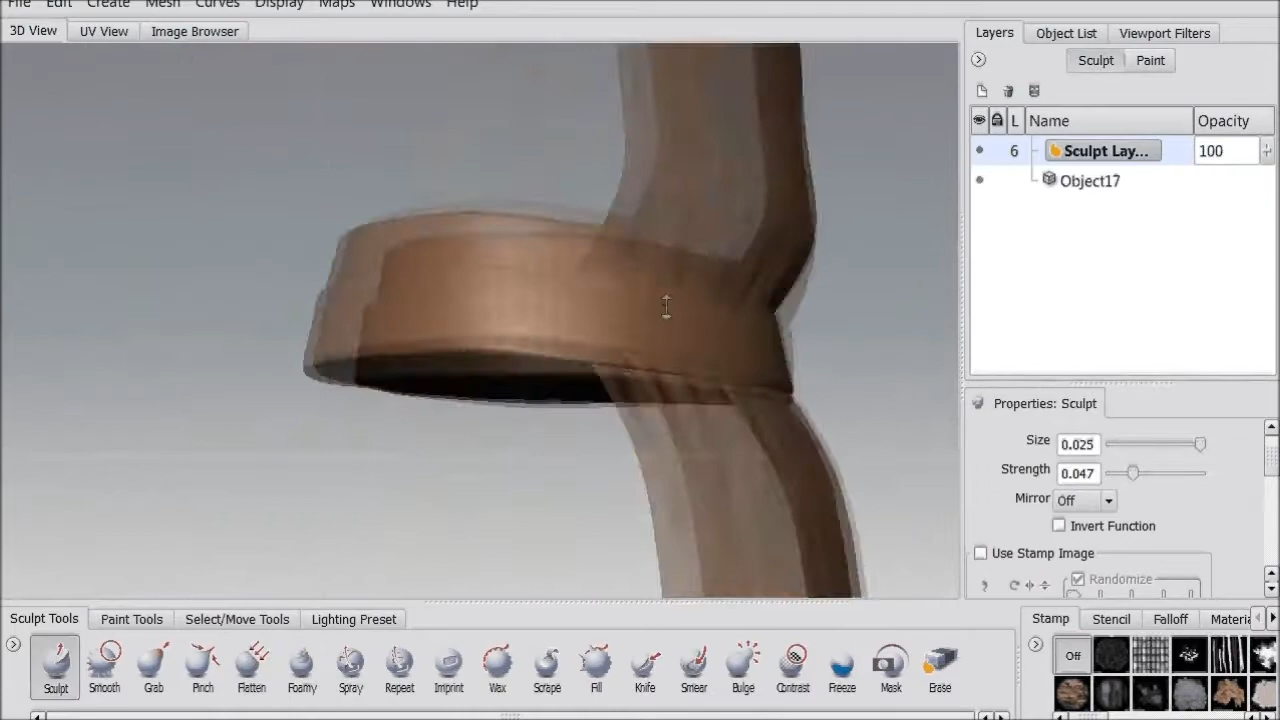 File Edit Create Mesh Curves Display Maps Windows Help
3D View UV View Image Browser
Layers Object List Viewport Filters
Sculpt Paint
L Name Opacity
6 Sculpt Lay... 100
Object17
Properties: Sculpt
Size 0.025
Strength 0.047
Mirror Off
Invert Function
Use Stamp Image
Randomize
Sculpt Tools Paint Tools Select/Move Tools Lighting Preset
Sculpt Smooth Grab Pinch Flatten Foamy Spray Repeat Imprint Wax Scrape Fill Knife Smear Bulge Contrast Freeze Mask Erase
Stamp Stencil Falloff Materia
Off